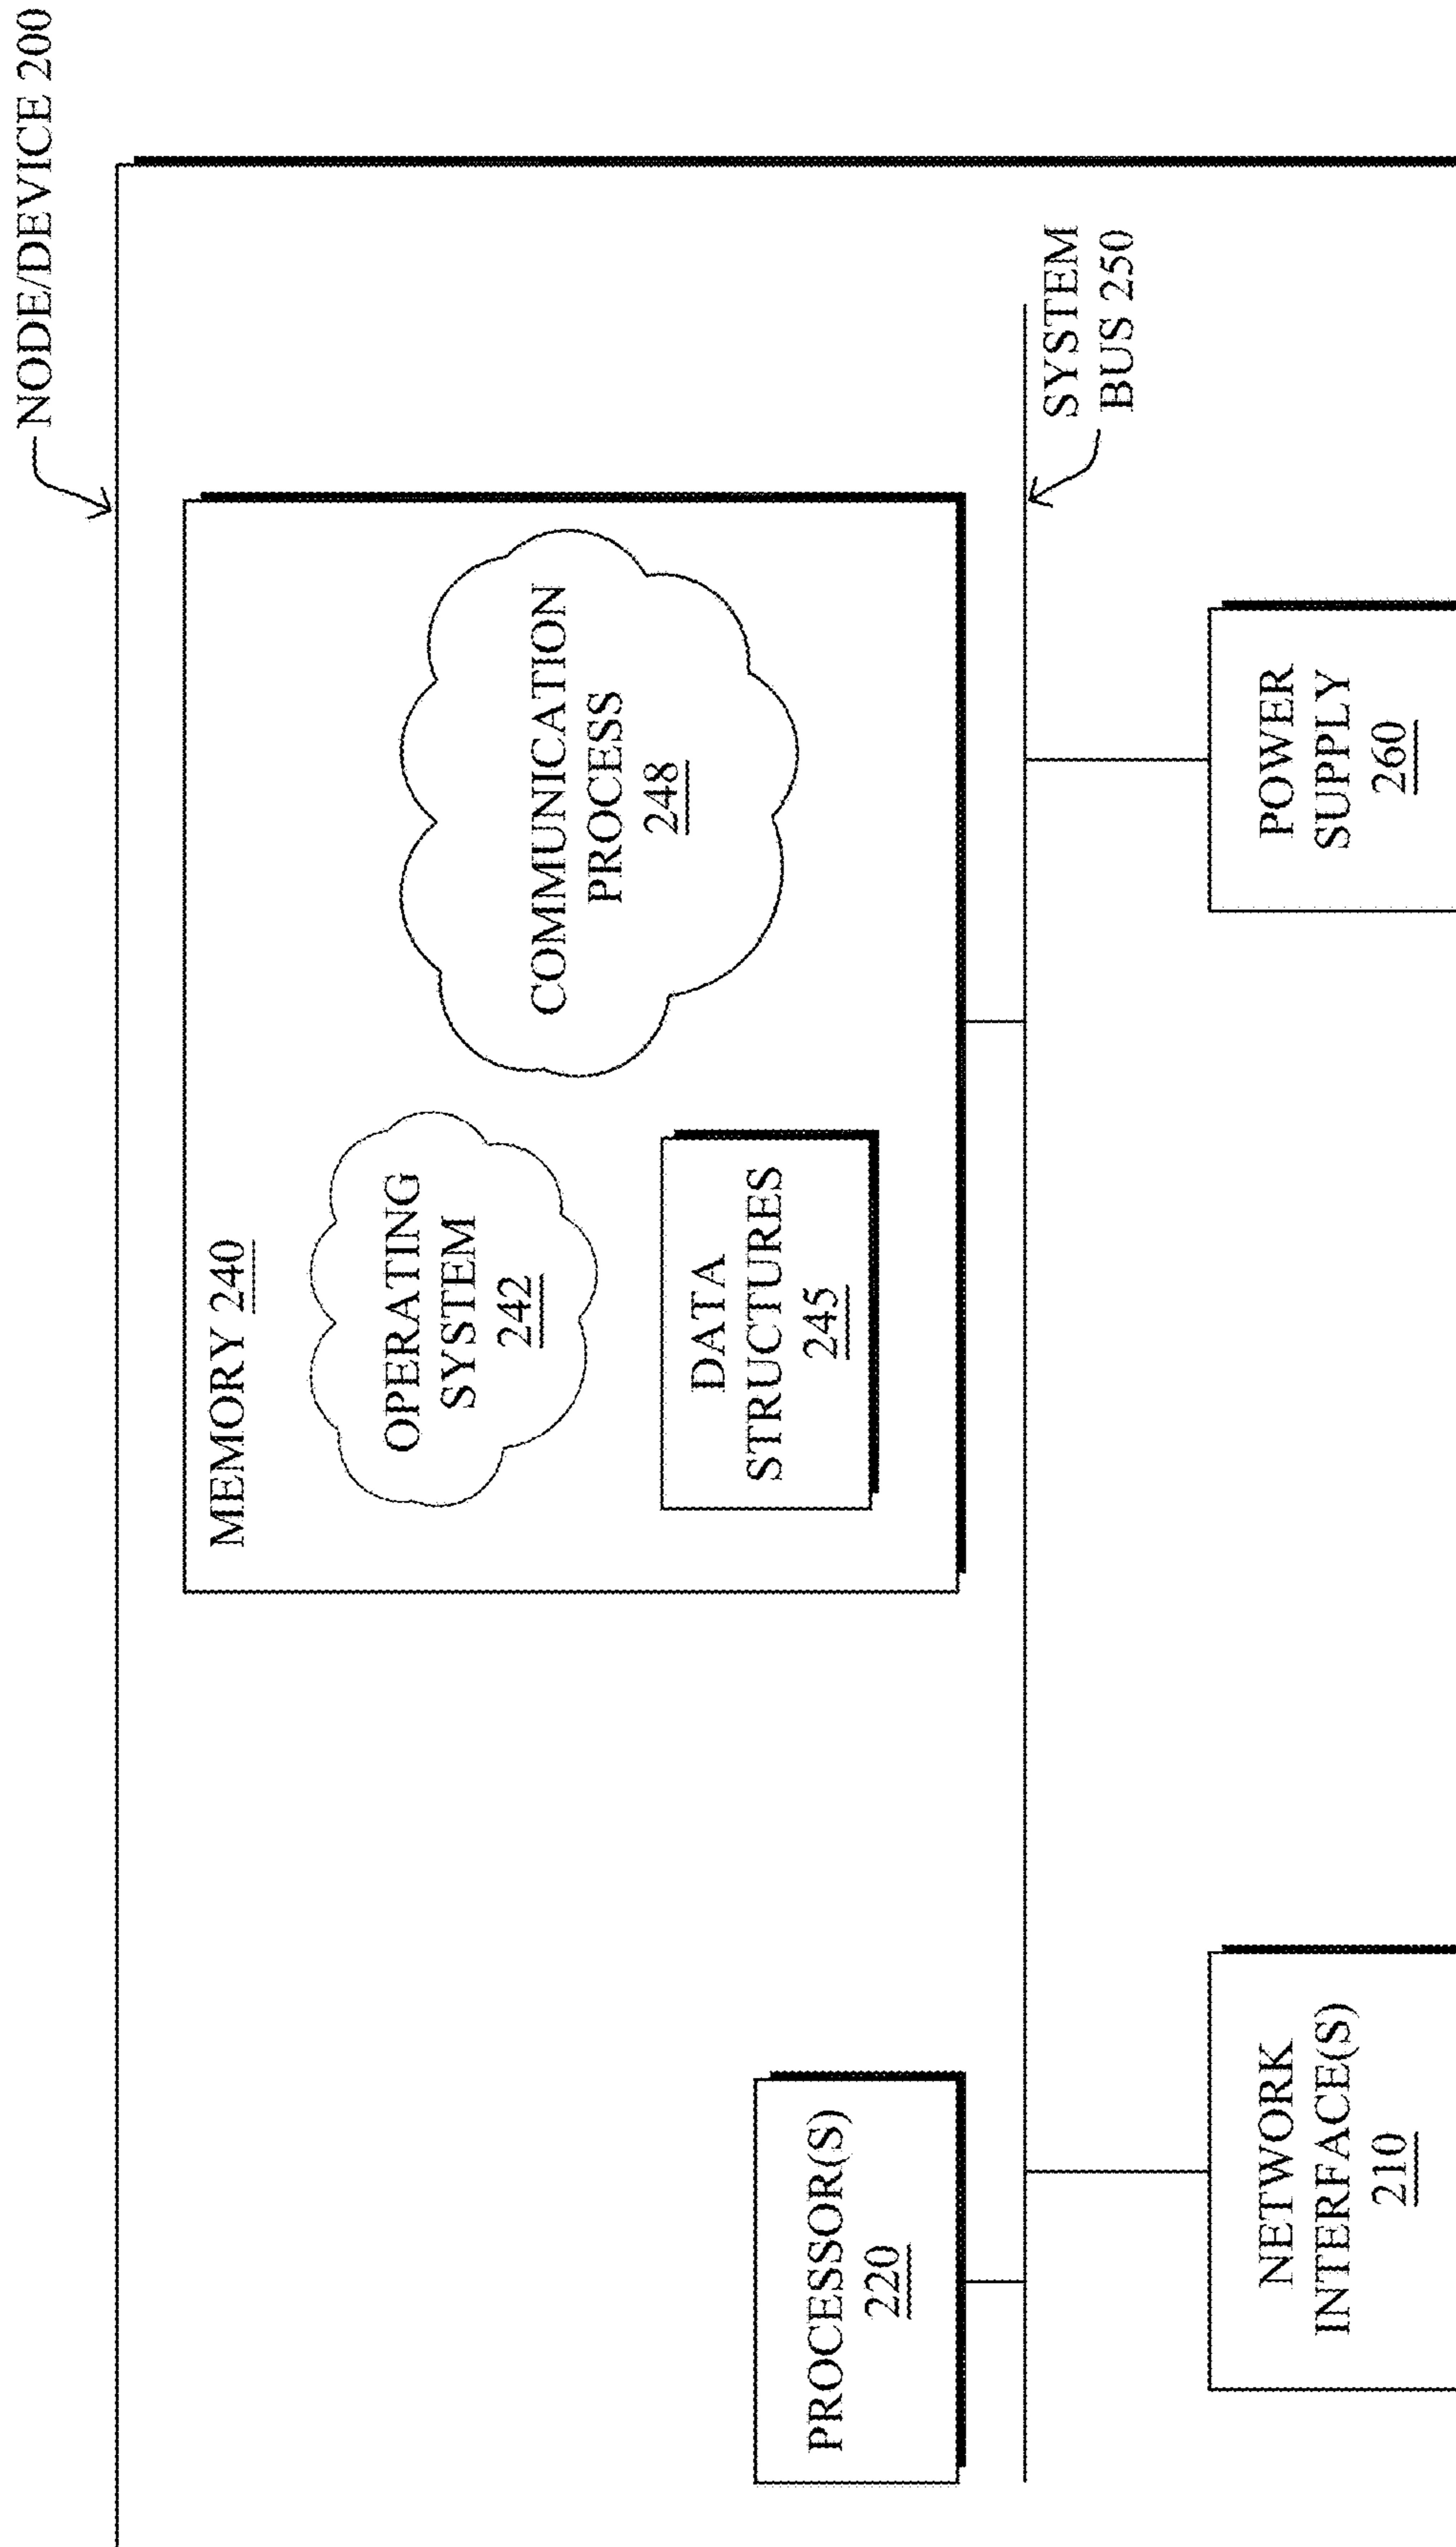 NODE/DEVICE 200
MEMORY 240
OPERATING
SYSTEM
242
DATA
STRUCTURES
245
COMMUNICATION
PROCESS
248
PROCESSOR(S)
220
SYSTEM
BUS 250
NETWORK
INTERFACE(S)
210
POWER
SUPPLY
260